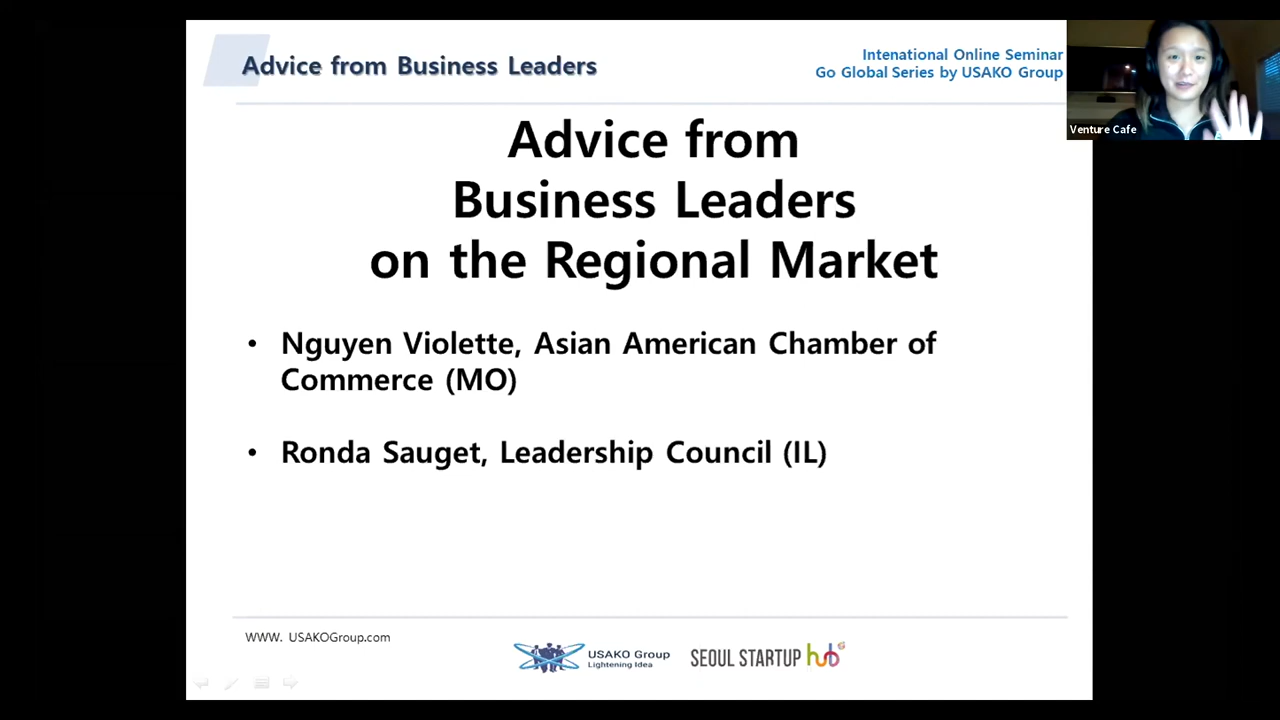 Advice from Business Leaders
Intenational Online Seminar
Go Global Series by USAKO Group
Venture Cafe
Advice from
Business Leaders
on the Regional Market
• Nguyen Violette, Asian American Chamber of
Commerce (MO)
• Ronda Sauget, Leadership Council (IL)
WWW. USAKOGroup.com
USAKO Group
Lightening Idea
SEOUL STARTUP hub